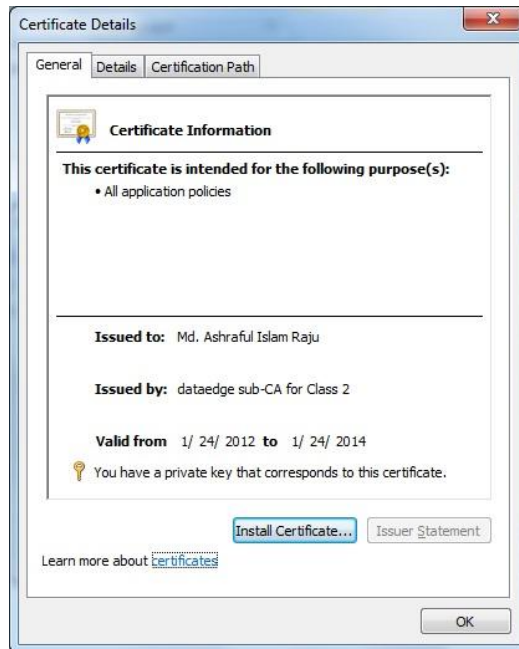 Certificate Details
General Details Certification Path
Certificate Information
This certificate is intended for the following purpose(s):
• All application policies
Issued to: Md. Ashraful Islam Raju
Issued by: dataedge sub-CA for Class 2
Valid from 1/ 24/ 2012 to 1/ 24/ 2014
You have a private key that corresponds to this certificate.
Install Certificate... Issuer Statement
Learn more about certificates
OK